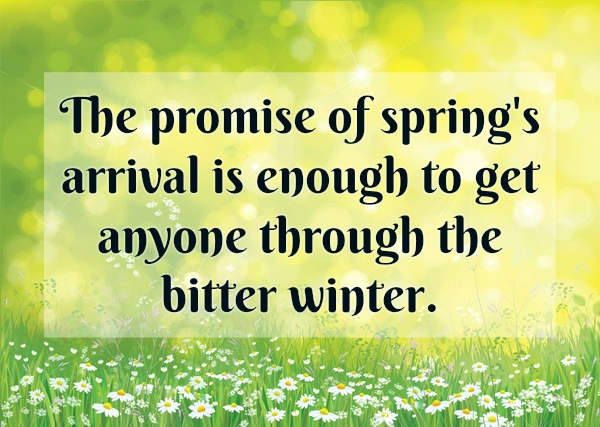 The promise of spring's
arrival is enough to get
anyone through the
bitter winter.